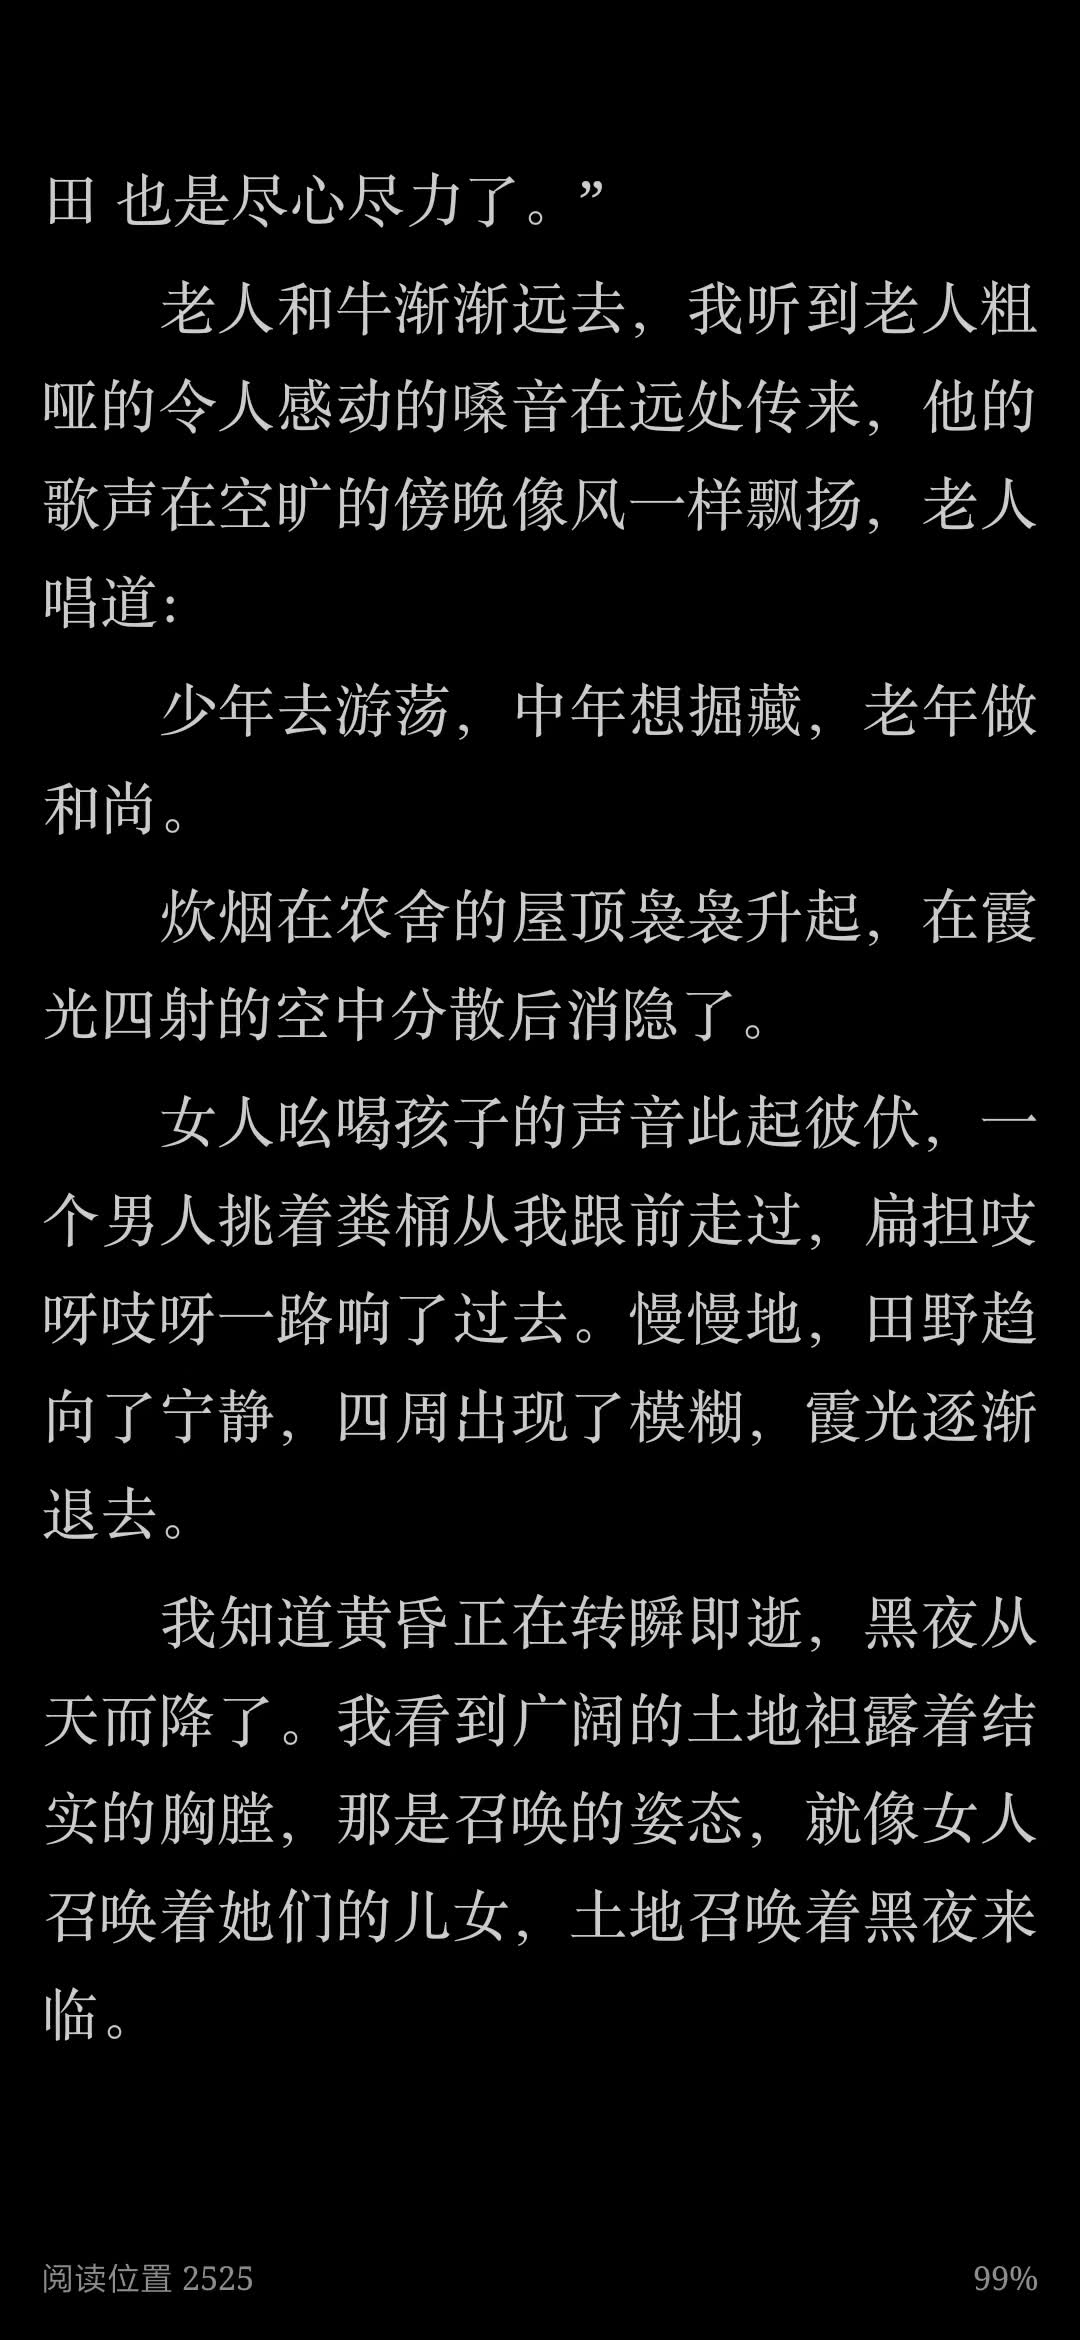 田 也是尽心尽力了。”
老人和牛渐渐远去，我听到老人粗
哑的令人感动的嗓音在远处传来，他的
歌声在空旷的傍晚像风一样飘扬，老人
唱道：
少年去游荡，中年想掘藏，老年做
和尚。
炊烟在农舍的屋顶袅袅升起，在霞
光四射的空中分散后消隐了。
女人吆喝孩子的声音此起彼伏，一
个男人挑着粪桶从我跟前走过，扁担吱
呀吱呀一路响了过去。慢慢地，田野趋
向了宁静，四周出现了模糊，霞光逐渐
退去。
我知道黄昏正在转瞬即逝，黑夜从
天而降了。我看到广阔的土地袒露着结
实的胸膛，那是召唤的姿态，就像女人
召唤着她们的儿女，土地召唤着黑夜来
临。
阅读位置 2525
99%